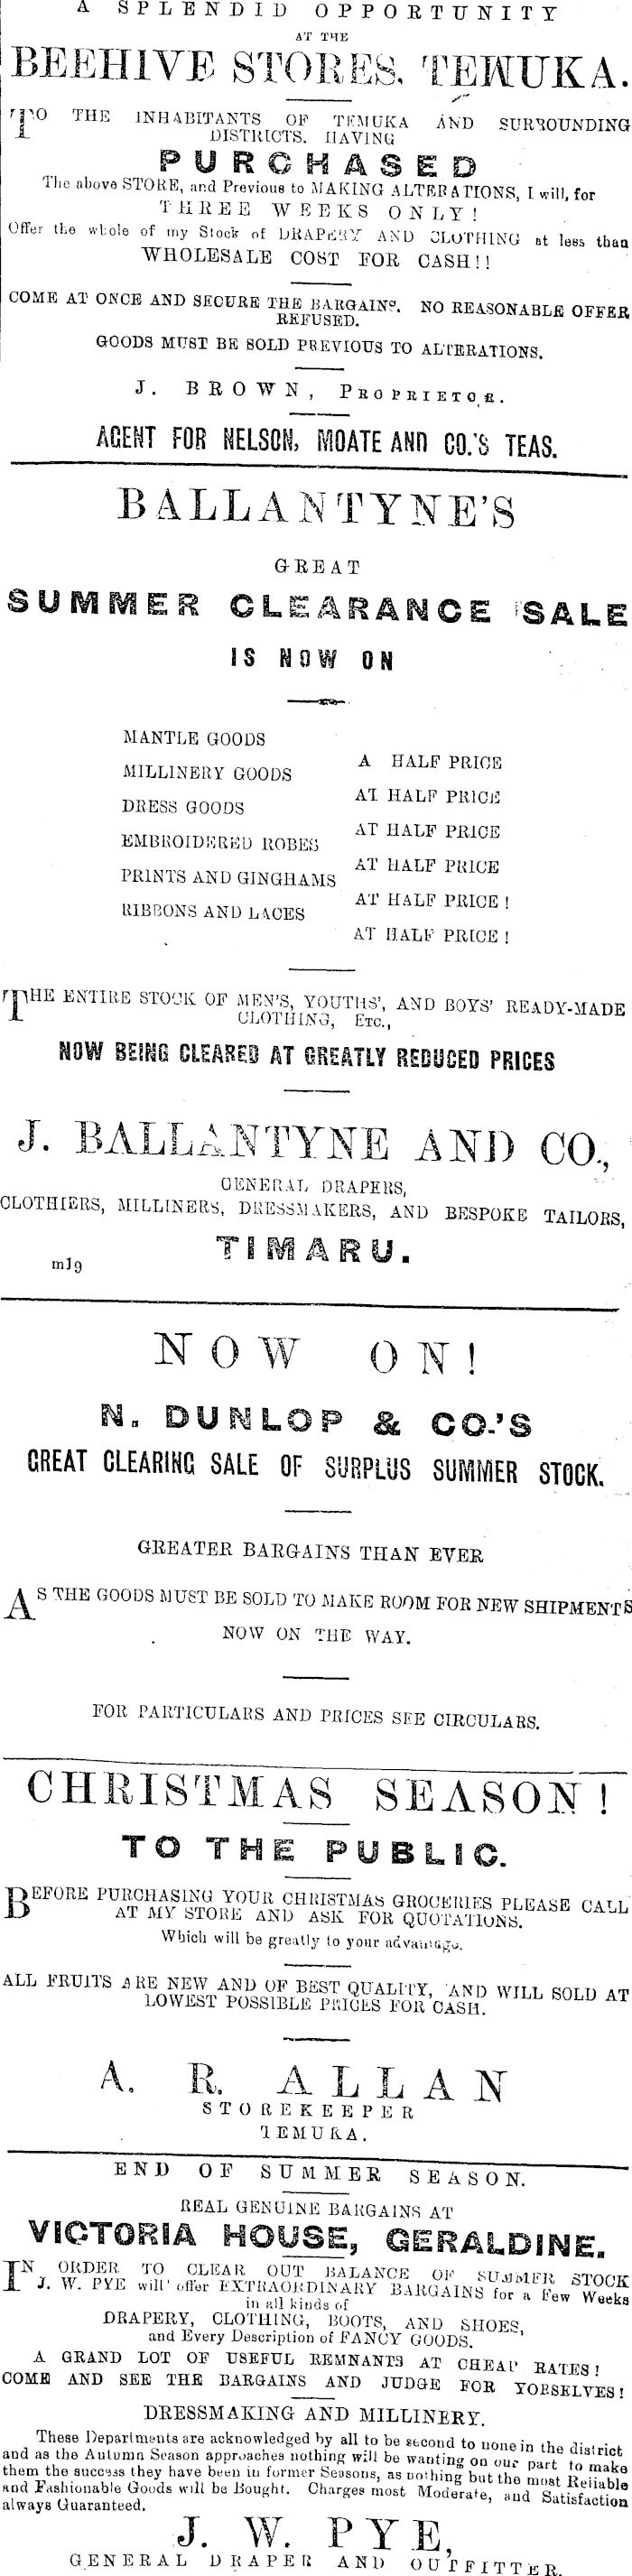 A SPLENDID OPPORTUNITY
AT THE
BEEHIVE STORES, TEMUKA.
TO THE INHABITANTS OF TEMUKA AND SURROUNDING
DISTRICTS. HAVING
PURCHASED
The above STORE, and Previous to MAKING ALTERATIONS, I will, for
THREE WEEKS ONLY!
Offer the whole of my Stock of DRAPERY AND CLOTHING at less than
WHOLESALE COST FOR CASH!!
COME AT ONCE AND SECURE THE BARGAINS. NO REASONABLE OFFER
REFUSED.
GOODS MUST BE SOLD PREVIOUS TO ALTERATIONS.
J. BROWN, PROPRIETOR.
AGENT FOR NELSON, MOATE AND CO.'S TEAS.
BALLANTYNE'S
GREAT
SUMMER CLEARANCE SALE
IS NOW ON
MANTLE GOODS
A HALF PRICE
MILLINERY GOODS
AT HALF PRICE
DRESS GOODS
AT HALF PRICE
EMBROIDERED ROBES
AT HALF PRICE
PRINTS AND GINGHAMS
AT HALF PRICE!
RIBBONS AND LACES
AT HALF PRICE!
THE ENTIRE STOCK OF MEN'S, YOUTHS', AND BOYS' READY-MADE
CLOTHING, ETC.,
NOW BEING CLEARED AT GREATLY REDUCED PRICES
J. BALLANTYNE AND CO.,
GENERAL DRAPERS,
CLOTHIERS, MILLINERS, DRESSMAKERS, AND BESPOKE TAILORS,
TIMARU.
m19
NOW ON!
N. DUNLOP & CO.'S
GREAT CLEARING SALE OF SURPLUS SUMMER STOCK.
GREATER BARGAINS THAN EVER
AS THE GOODS MUST BE SOLD TO MAKE ROOM FOR NEW SHIPMENTS
NOW ON THE WAY.
FOR PARTICULARS AND PRICES SEE CIRCULARS.
CHRISTMAS SEASON!
TO THE PUBLIC.
BEFORE PURCHASING YOUR CHRISTMAS GROCERIES PLEASE CALL
AT MY STORE AND ASK FOR QUOTATIONS.
Which will be greatly to your advantage.
ALL FRUITS ARE NEW AND OF BEST QUALITY, AND WILL SOLD AT
LOWEST POSSIBLE PRICES FOR CASH.
A. R. ALLAN
STOREKEEPER
TEMUKA.
END OF SUMMER SEASON.
REAL GENUINE BARGAINS AT
VICTORIA HOUSE, GERALDINE.
IN ORDER TO CLEAR OUT BALANCE OF SUMMER STOCK
J. W. PYE will offer EXTRAORDINARY BARGAINS for a Few Weeks
in all kinds of
DRAPERY, CLOTHING, BOOTS, AND SHOES,
and Every Description of FANCY GOODS.
A GRAND LOT OF USEFUL REMNANTS AT CHEAP RATES!
COME AND SEE THE BARGAINS AND JUDGE FOR YORSELVES!
DRESSMAKING AND MILLINERY.
These Departments are acknowledged by all to be second to none in the district
and as the Autumn Season approaches nothing will be wanting on our part to make
them the success they have been in former Seasons, as nothing but the most Reliable
and Fashionable Goods will be Bought. Charges most Moderate, and Satisfaction
always Guaranteed.
J. W. PYE,
GENERAL DRAPER AND OUTFITTER.